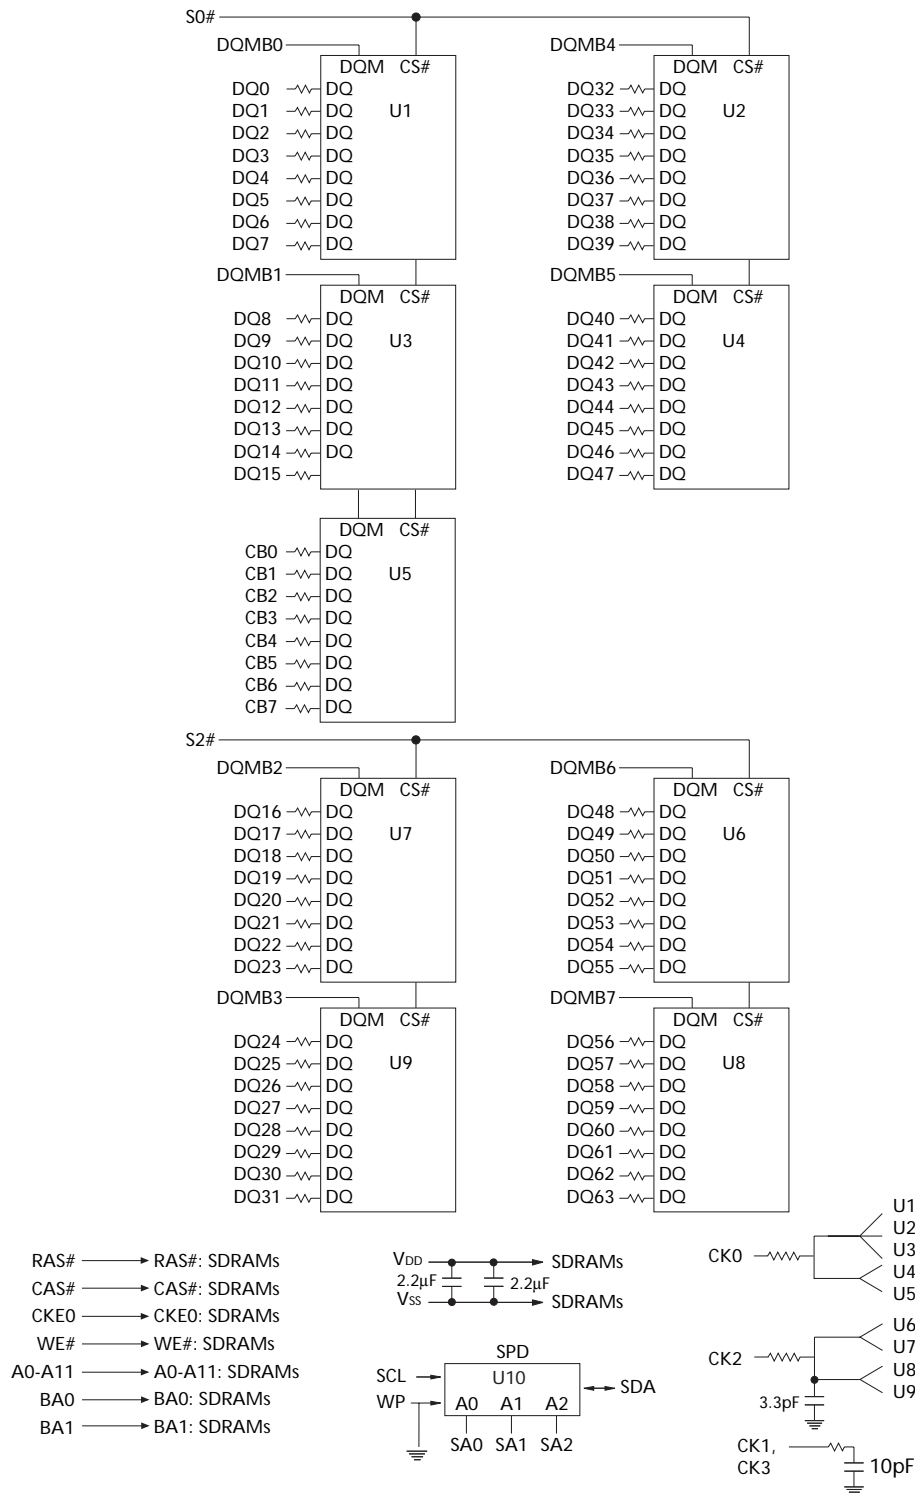 S0#
DQMB0
DQM CS#
DQ0 DQ
DQ1 DQ U1
DQ2 DQ
DQ3 DQ
DQ4 DQ
DQ5 DQ
DQ6 DQ
DQ7 DQ
DQMB4
DQM CS#
DQ32 DQ
DQ33 DQ U2
DQ34 DQ
DQ35 DQ
DQ36 DQ
DQ37 DQ
DQ38 DQ
DQ39 DQ
DQMB1
DQM CS#
DQ8 DQ
DQ9 DQ U3
DQ10 DQ
DQ11 DQ
DQ12 DQ
DQ13 DQ
DQ14 DQ
DQ15
DQMB5
DQM CS#
DQ40 DQ
DQ41 DQ U4
DQ42 DQ
DQ43 DQ
DQ44 DQ
DQ45 DQ
DQ46 DQ
DQ47 DQ
DQM CS#
CB0 DQ
CB1 DQ U5
CB2 DQ
CB3 DQ
CB4 DQ
CB5 DQ
CB6 DQ
CB7 DQ
S2#
DQMB2
DQM CS#
DQ16 DQ
DQ17 DQ U7
DQ18 DQ
DQ19 DQ
DQ20 DQ
DQ21 DQ
DQ22 DQ
DQ23 DQ
DQMB6
DQM CS#
DQ48 DQ
DQ49 DQ U6
DQ50 DQ
DQ51 DQ
DQ52 DQ
DQ53 DQ
DQ54 DQ
DQ55 DQ
DQMB3
DQM CS#
DQ24 DQ
DQ25 DQ U9
DQ26 DQ
DQ27 DQ
DQ28 DQ
DQ29 DQ
DQ30 DQ
DQ31 DQ
DQMB7
DQM CS#
DQ56 DQ
DQ57 DQ U8
DQ58 DQ
DQ59 DQ
DQ60 DQ
DQ61 DQ
DQ62 DQ
DQ63 DQ
RAS# RAS#: SDRAMs
CAS# CAS#: SDRAMs
CKE0 CKE0: SDRAMs
WE# WE#: SDRAMs
A0-A11 A0-A11: SDRAMs
BA0 BA0: SDRAMs
BA1 BA1: SDRAMs
VDD SDRAMs
2.2µF 2.2µF
VSS SDRAMs
SPD
SCL U10 SDA
WP A0 A1 A2
SA0 SA1 SA2
CK0
U1
U2
U3
U4
U5
CK2
U6
U7
U8
U9
3.3pF
CK1,
CK3
10pF